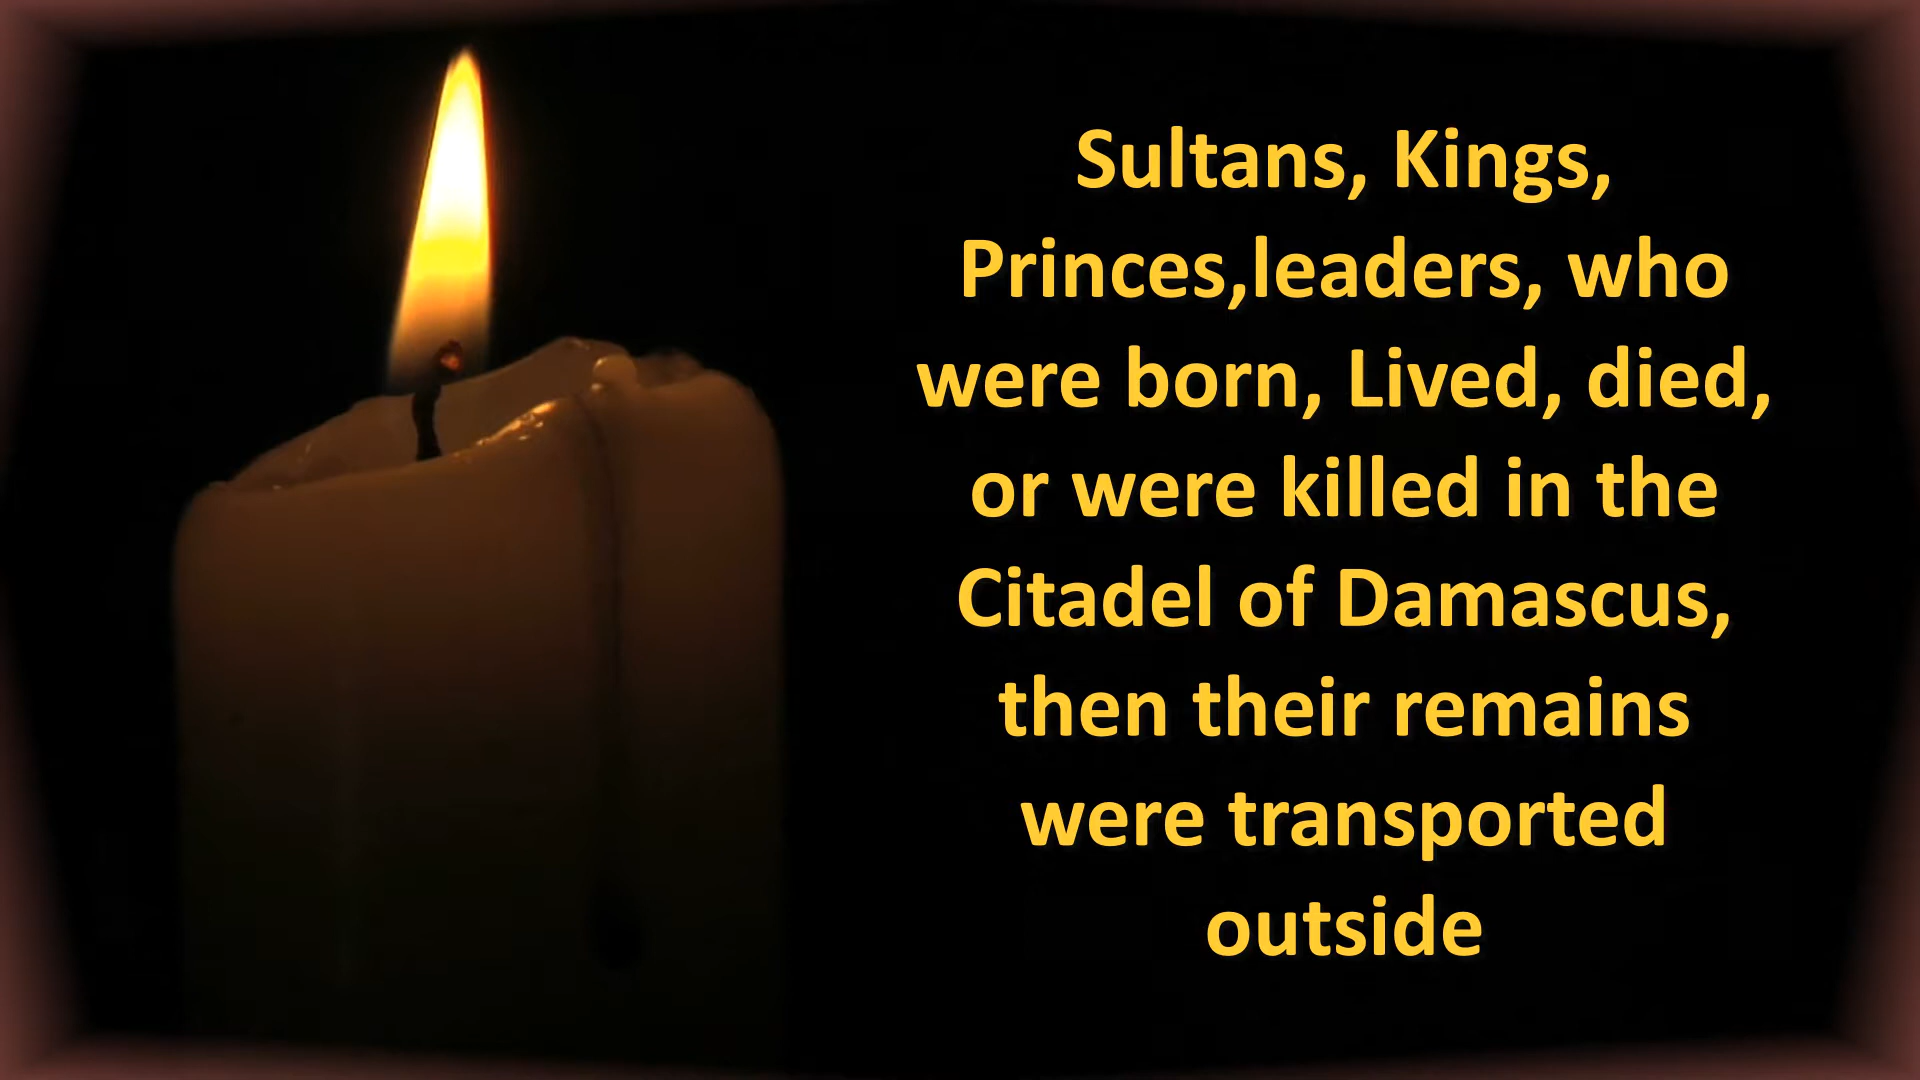 Sultans, Kings,
Princes,leaders, who
were born, Lived, died,
or were killed in the
Citadel of Damascus,
then their remains
were transported
outside